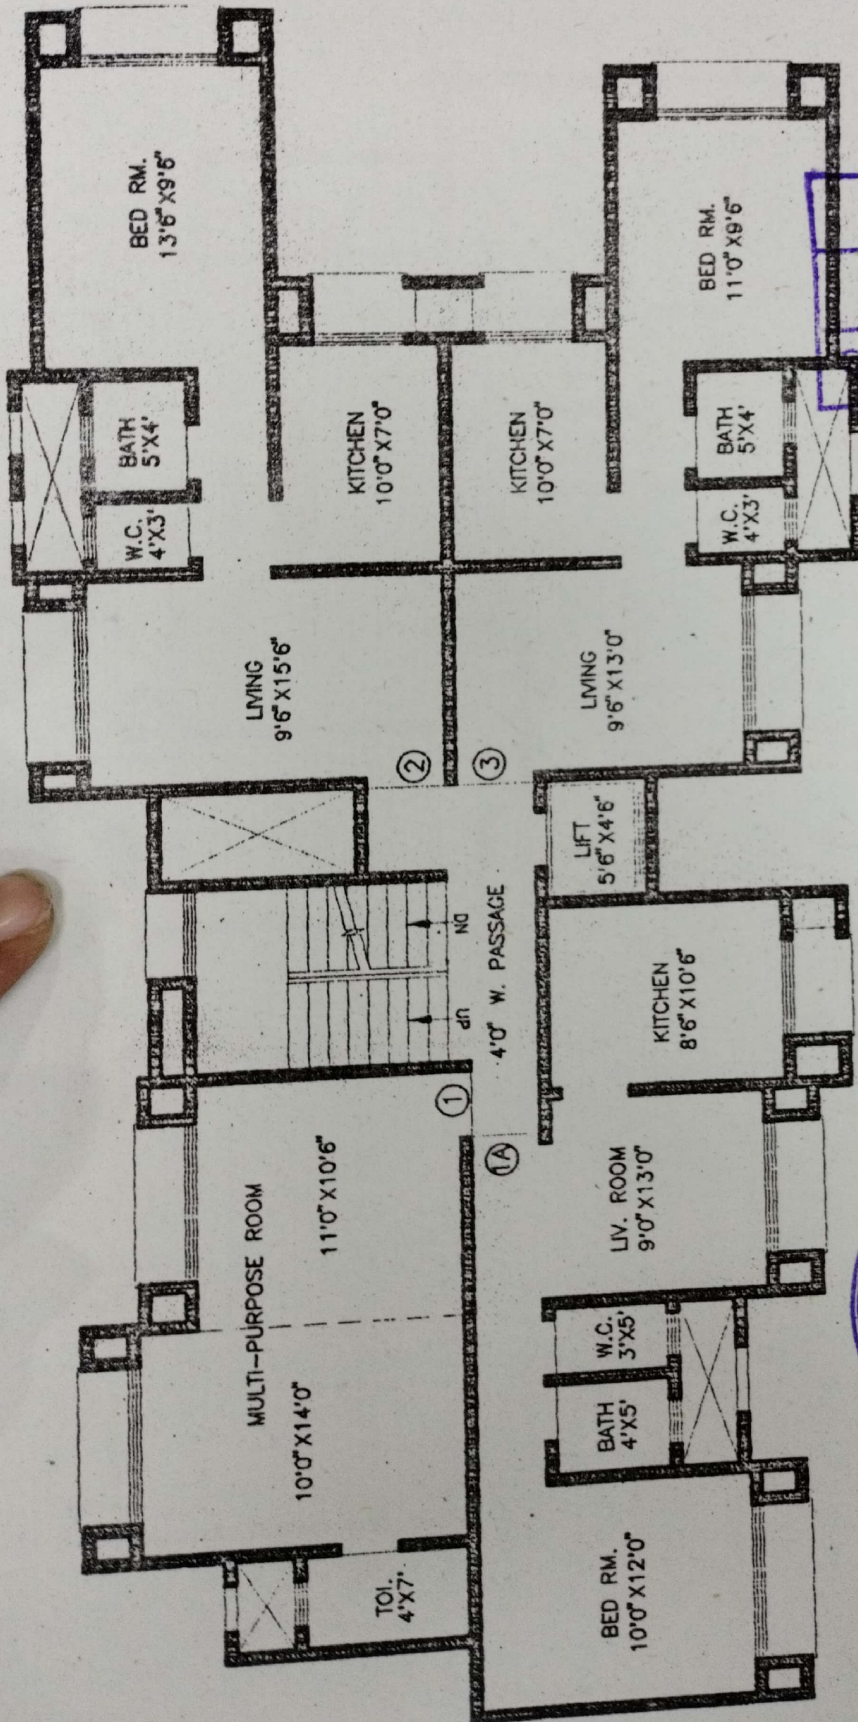 BED RM.
13'6"X9'6"
BATH
5'X4'
W.C.
4'X3'
KITCHEN
10'0"X7'0"
LIVING
9'6"X15'6"
2
KITCHEN
10'0"X7'0"
BED RM.
11'0"X9'6"
BATH
5'X4'
W.C.
4'X3'
LIVING
9'6"X13'0"
3
LIFT
5'6"X4'6"
DN
UP
4'0" W. PASSAGE
KITCHEN
8'6"X10'6"
1
1A
MULTI-PURPOSE ROOM
11'0"X10'6"
10'0"X14'0"
LIV. ROOM
9'0"X13'0"
W.C.
3'X5'
BATH
4'X5'
TOI.
4'X7'
BED RM.
10'0"X12'0"